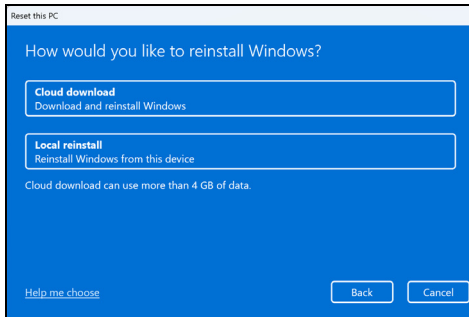 Reset this PC
How would you like to reinstall Windows?
Cloud download
Download and reinstall Windows
Local reinstall
Reinstall Windows from this device
Cloud download can use more than 4 GB of data.
Help me choose
Back
Cancel